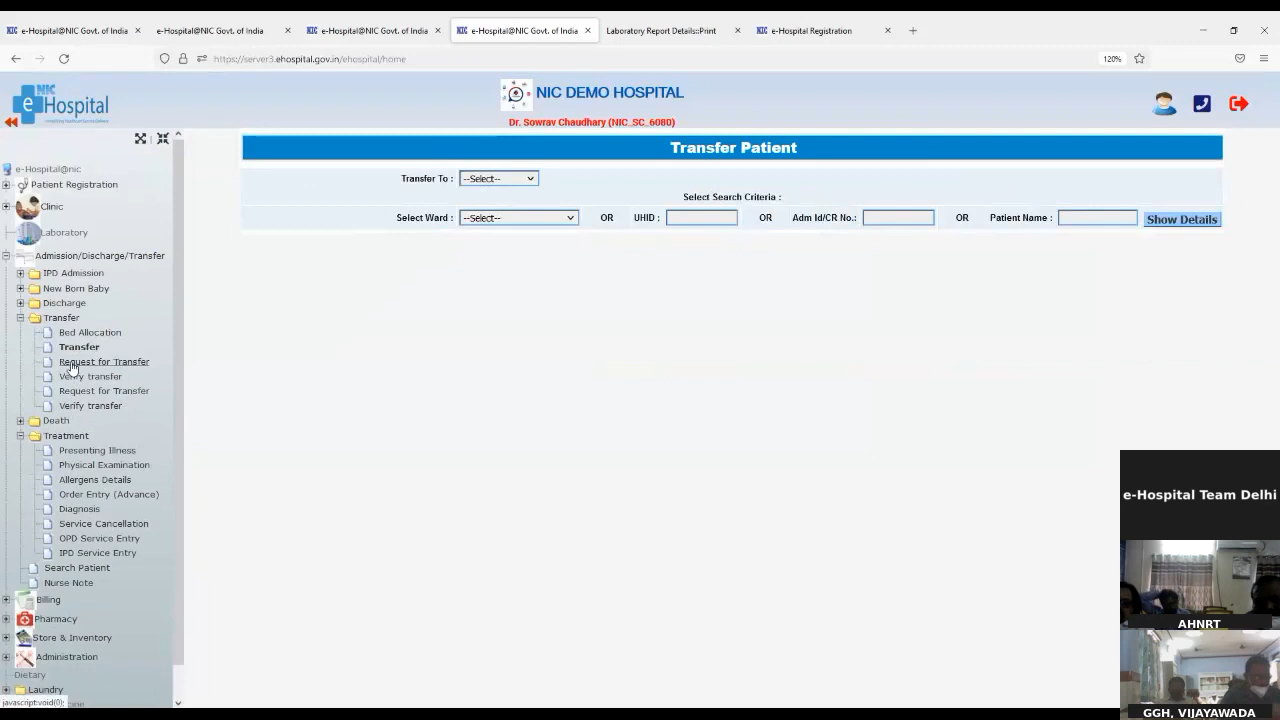 e-Hospital@NIC Govt. of India
e-Hospital@NIC Govt. of India
e-Hospital@NIC Govt. of India
e-Hospital@NIC Govt. of India
Laboratory Report Details::Print
e-Hospital Registration
https://server3.ehospital.gov.in/ehospital/home
120%
NIC
eHospital
NIC DEMO HOSPITAL
Dr. Sowrav Chaudhary (NIC_SC_6080)
e-Hospital@nic
Patient Registration
Clinic
Laboratory
Admission/Discharge/Transfer
IPD Admission
New Born Baby
Discharge
Transfer
Bed Allocation
Transfer
Request for Transfer
Verify transfer
Request for Transfer
Verify transfer
Death
Treatment
Presenting Illness
Physical Examination
Allergens Details
Order Entry (Advance)
Diagnosis
Service Cancellation
OPD Service Entry
IPD Service Entry
Search Patient
Nurse Note
Billing
Pharmacy
Store & Inventory
Administration
Dietary
Laundry
javascript:void(0);
Transfer Patient
Transfer To : --Select--
Select Search Criteria :
Select Ward : --Select-- OR UHID : OR Adm Id/CR No.: OR Patient Name : Show Details
e-Hospital Team Delhi
AHNRT
GGH, VIJAYAWADA